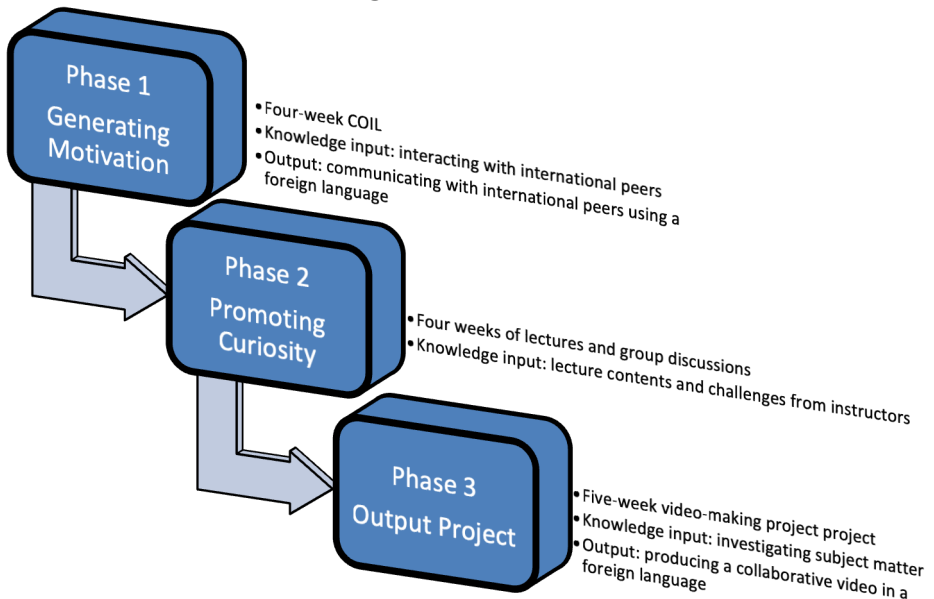 Phase 1
Generating
Motivation
•Four-week COIL
•Knowledge input: interacting with international peers
•Output: communicating with international peers using a
foreign language
Phase 2
Promoting
Curiosity
•Four weeks of lectures and group discussions
•Knowledge input: lecture contents and challenges from instructors
Phase 3
Output Project
•Five-week video-making project project
•Knowledge input: investigating subject matter
•Output: producing a collaborative video in a
foreign language